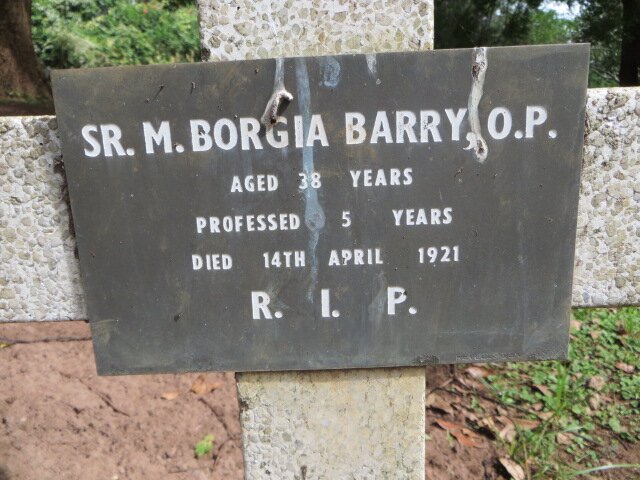 SR. M. BORGIA BARRY, O.P.
AGED 38 YEARS
PROFESSED 5 YEARS
DIED 14TH APRIL 1921
R. I. P.